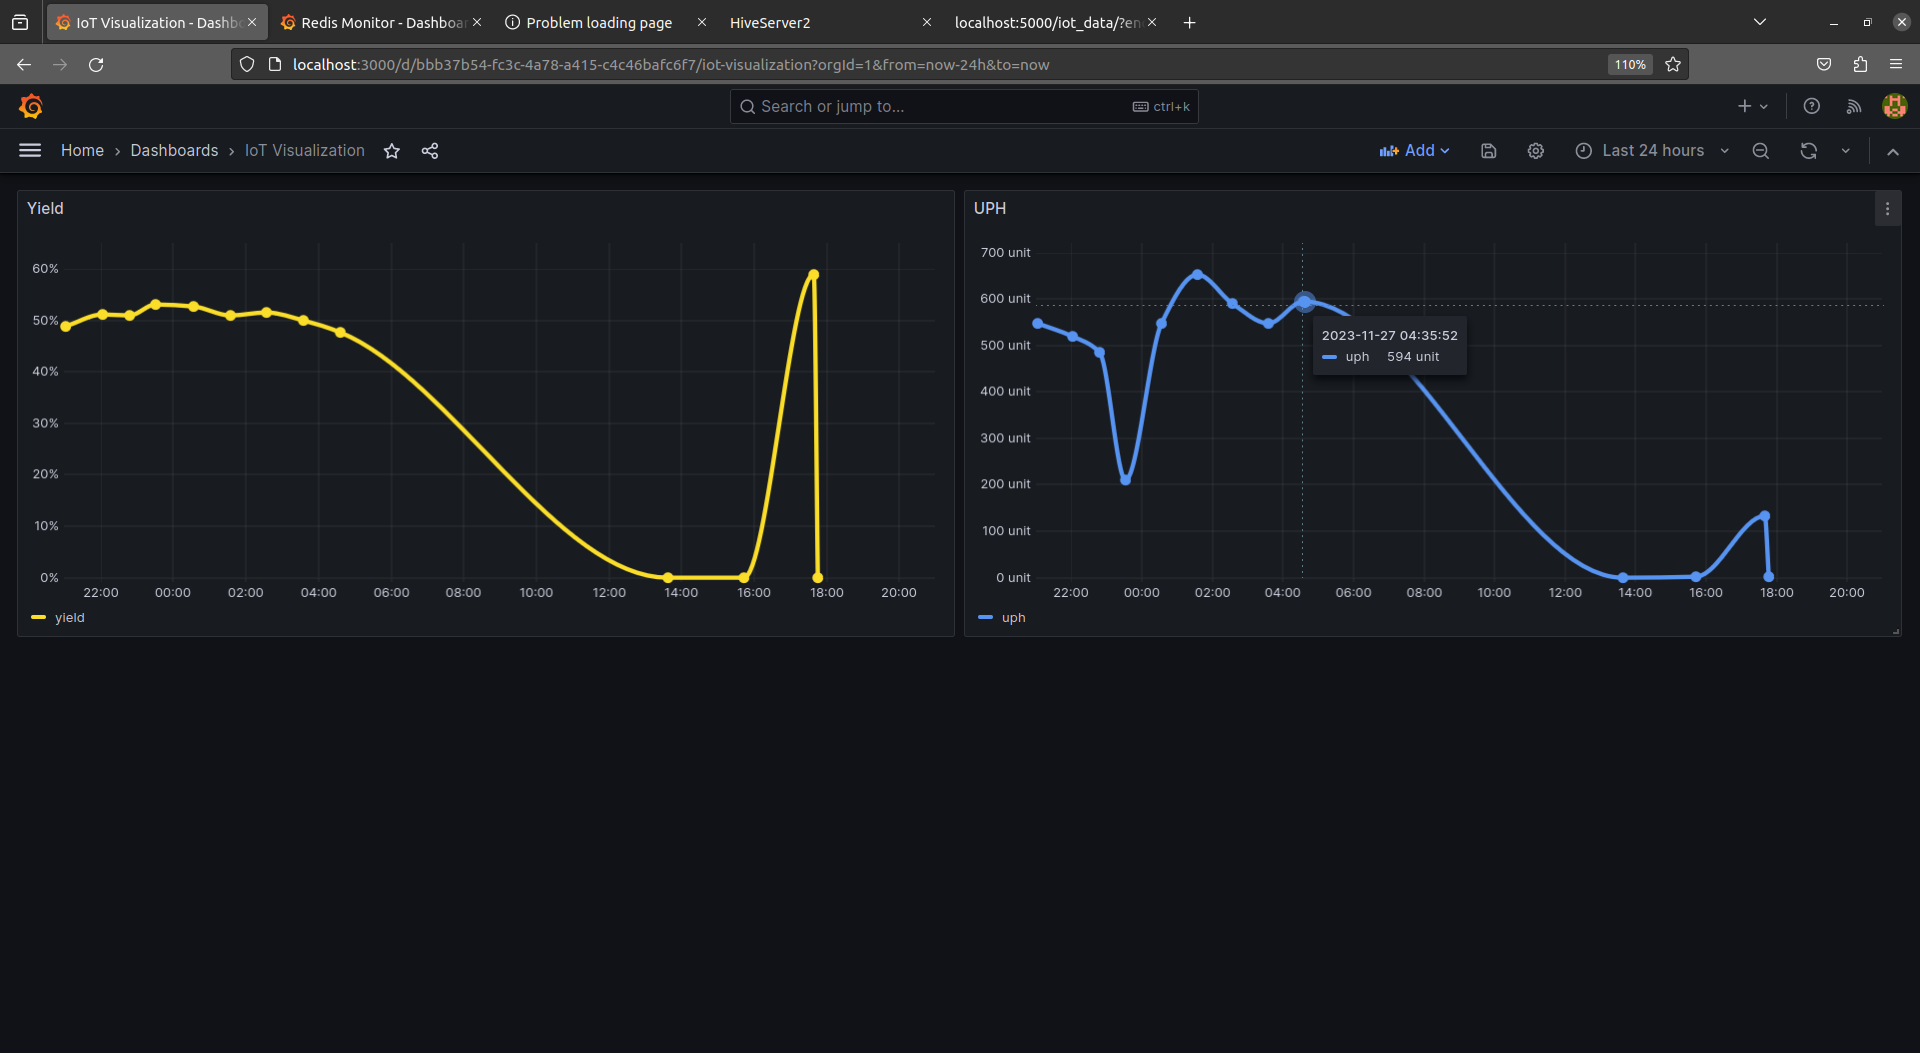 IoT Visualization - Dashb
Redis Monitor - Dashboar
Problem loading page
HiveServer2
localhost:5000/iot_data/?en
localhost:3000/d/bbb37b54-fc3c-4a78-a415-c4c46bafc6f7/iot-visualization?orgId=1&from=now-24h&to=now
110%
Search or jump to...
ctrl+k
Home › Dashboards › IoT Visualization
Add
Last 24 hours
Yield
60%
50%
40%
30%
20%
10%
0%
22:00 00:00 02:00 04:00 06:00 08:00 10:00 12:00 14:00 16:00 18:00 20:00
yield
UPH
700 unit
600 unit
500 unit
400 unit
300 unit
200 unit
100 unit
0 unit
2023-11-27 04:35:52
uph 594 unit
22:00 00:00 02:00 04:00 06:00 08:00 10:00 12:00 14:00 16:00 18:00 20:00
uph